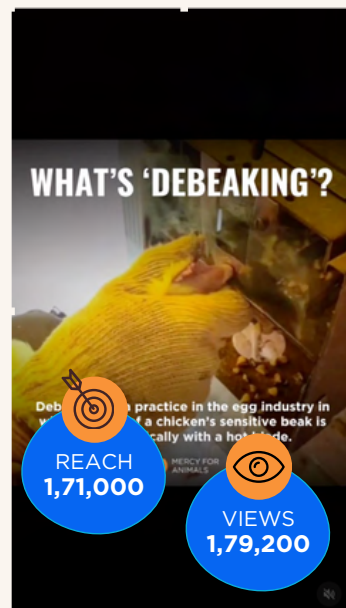 WHAT'S 'DEBEAKING'?
Deb practice in the egg industry in
f a chicken's sensitive beak is
cally with a hot blade.
MERCY FOR
ANIMALS
REACH
1,71,000
VIEWS
1,79,200